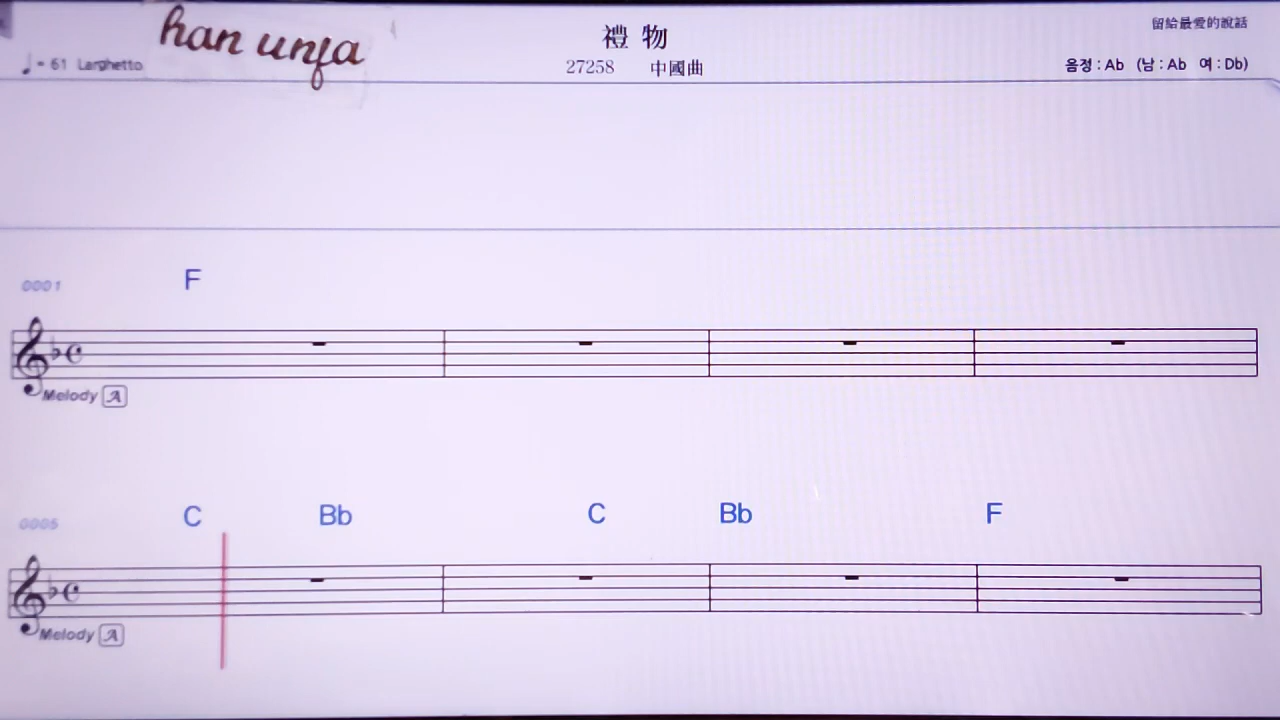 han unfa
禮 物
留給最愛的說話
♩ = 61 Larghetto
27258 中國曲
음정 : Ab (남 : Ab 여 : Db)
0001 F
Melody A
0005 C Bb C Bb F
Melody A